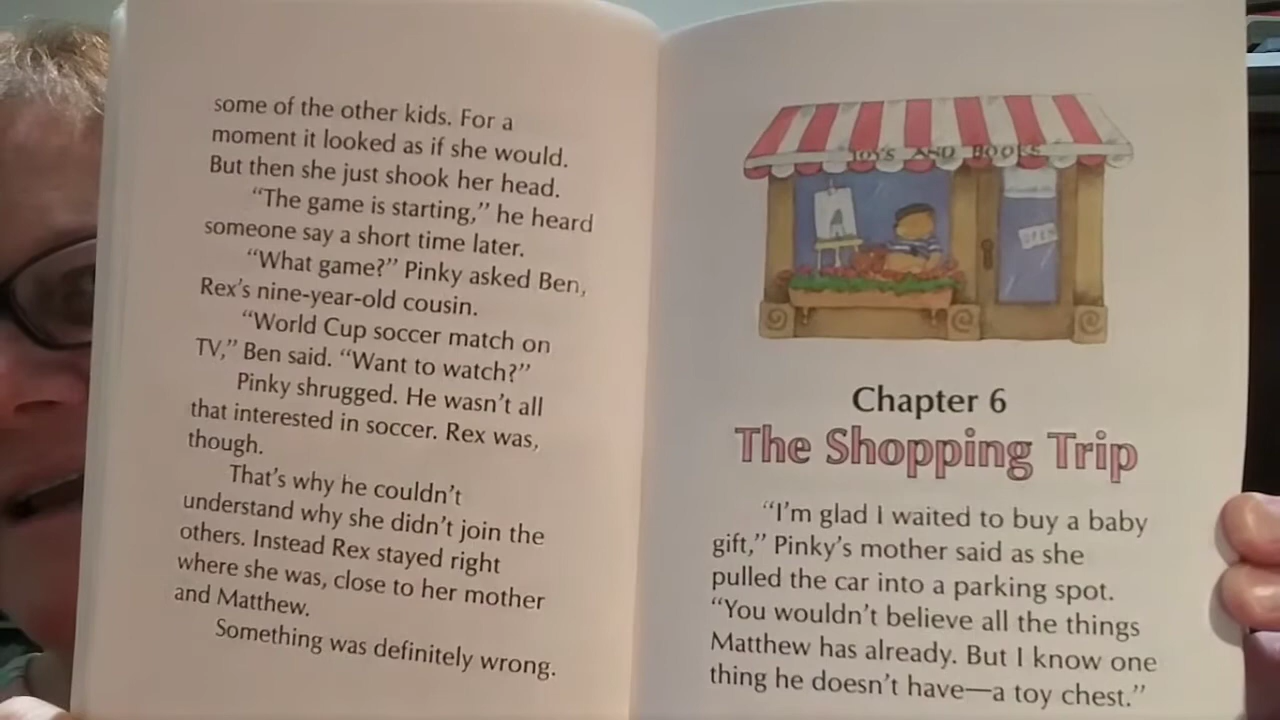 some of the other kids. For a
moment it looked as if she would.
But then she just shook her head.
“The game is starting,” he heard
someone say a short time later.
“What game?” Pinky asked Ben,
Rex’s nine-year-old cousin.
“World Cup soccer match on
TV,” Ben said. “Want to watch?”
Pinky shrugged. He wasn’t all
that interested in soccer. Rex was,
though.
That’s why he couldn’t
understand why she didn’t join the
others. Instead Rex stayed right
where she was, close to her mother
and Matthew.
Something was definitely wrong.
TOYS AND BOOKS
OPEN
Chapter 6
The Shopping Trip
“I’m glad I waited to buy a baby
gift,” Pinky’s mother said as she
pulled the car into a parking spot.
“You wouldn’t believe all the things
Matthew has already. But I know one
thing he doesn’t have—a toy chest.”